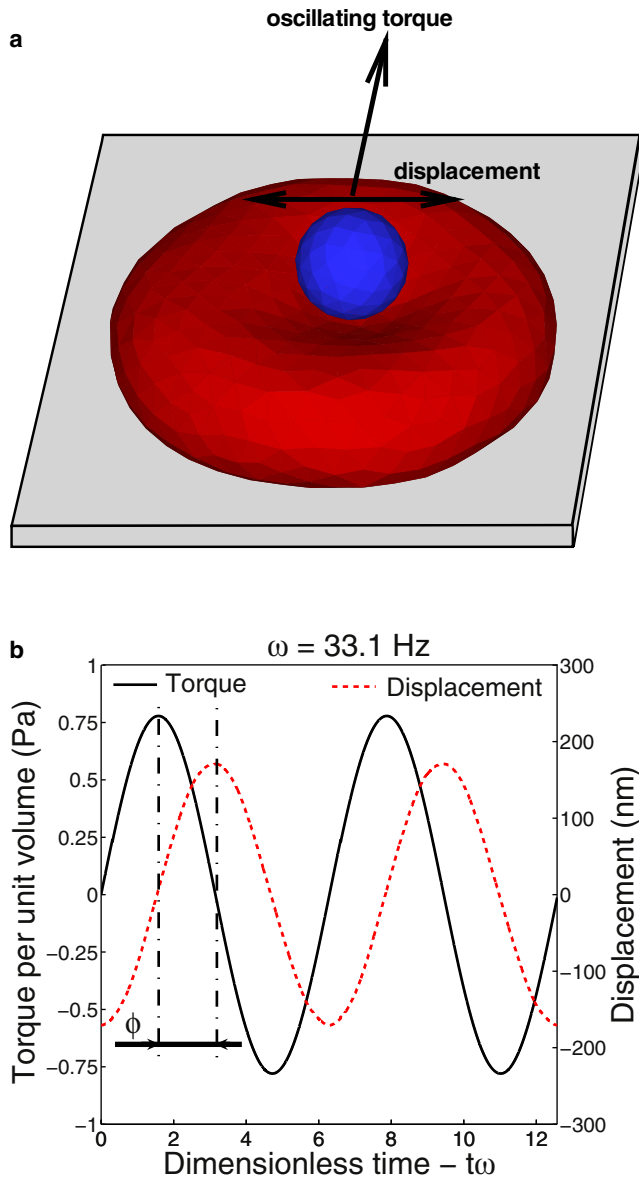 oscillating torque
a
displacement
b
ω = 33.1 Hz
Torque
Displacement
Torque per unit volume (Pa)
1
0.75
0.5
0.25
0
−0.25
−0.5
−0.75
−1
300
200
100
0
−100
−200
−300
Displacement (nm)
ϕ
0 2 4 6 8 10 12
Dimensionless time − tω